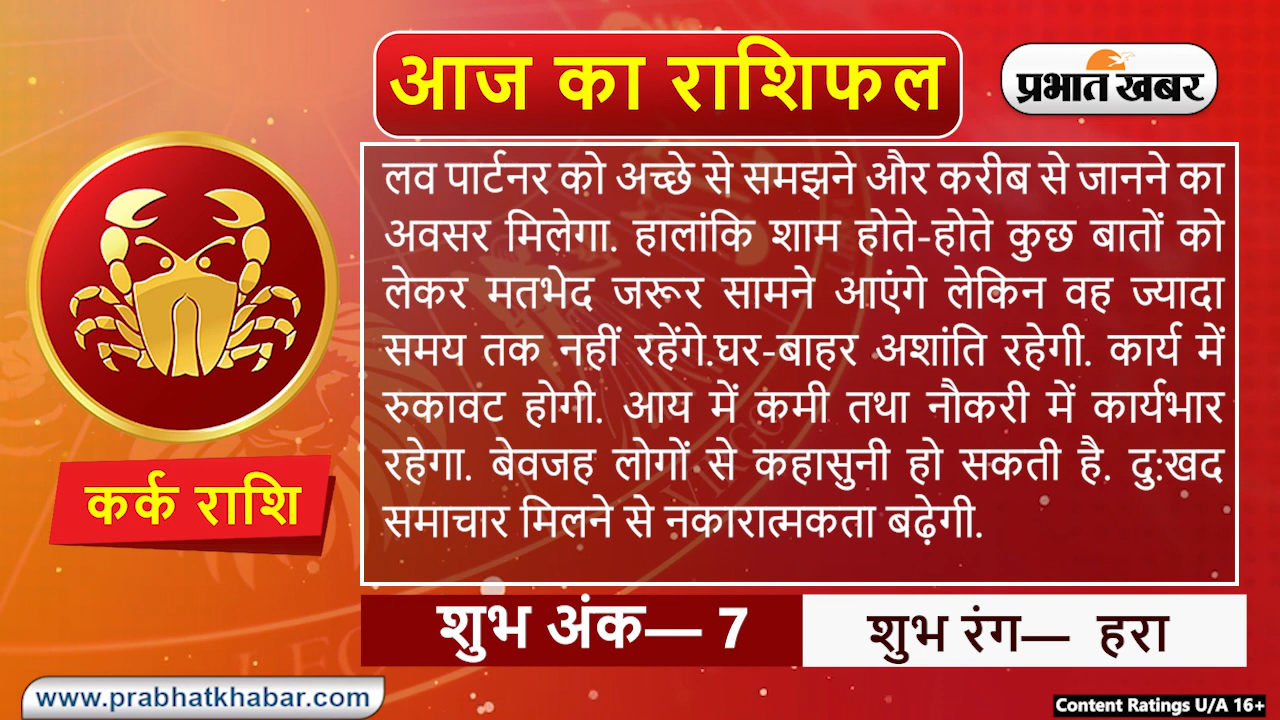 आज का राशिफल
प्रभात खबर
लव पार्टनर को अच्छे से समझने और करीब से जानने का
अवसर मिलेगा. हालांकि शाम होते-होते कुछ बातों को
लेकर मतभेद जरूर सामने आएंगे लेकिन वह ज्यादा
समय तक नहीं रहेंगे.घर-बाहर अशांति रहेगी. कार्य में
रुकावट होगी. आय में कमी तथा नौकरी में कार्यभार
रहेगा. बेवजह लोगों से कहासुनी हो सकती है. दु:खद
समाचार मिलने से नकारात्मकता बढ़ेगी.
कर्क राशि
शुभ अंक— 7
शुभ रंग— हरा
www.prabhatkhabar.com
Content Ratings U/A 16+